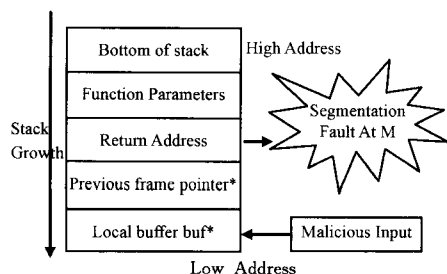 Bottom of stack
High Address
Function Parameters
Segmentation
Fault At M
Stack
Growth
Return Address
Previous frame pointer*
Local buffer buf*
Malicious Input
Low Address